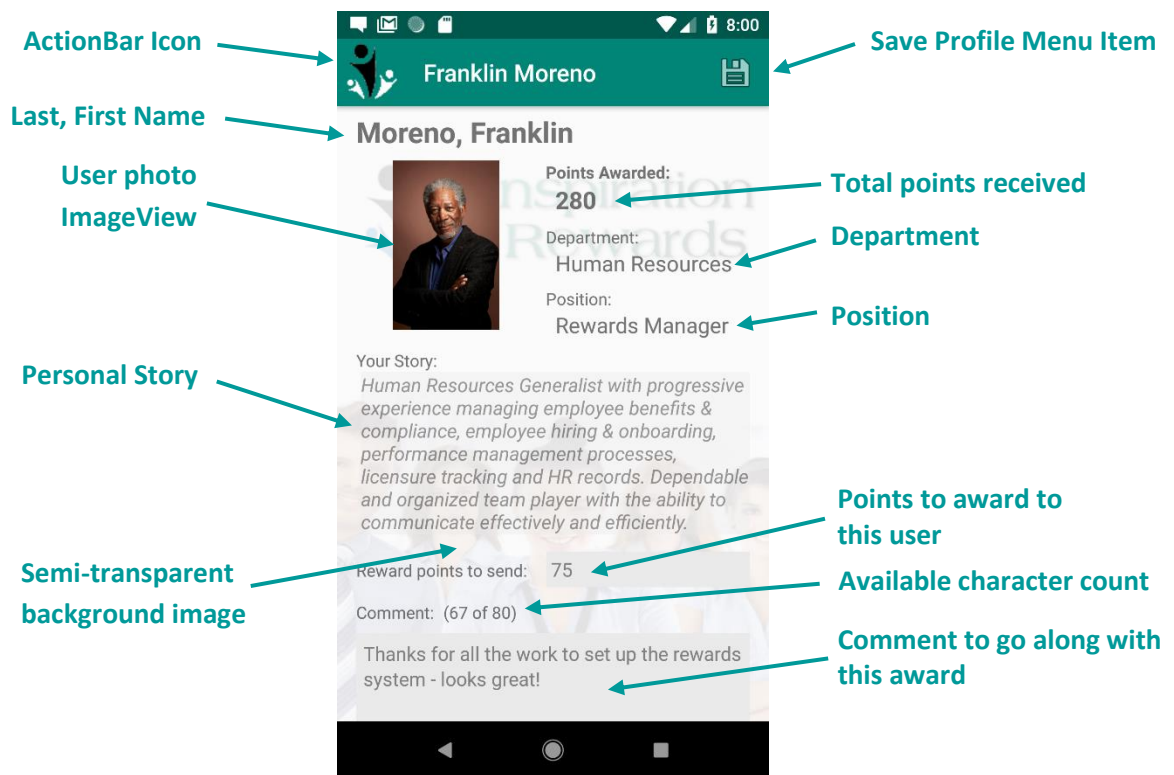 8:00
ActionBar Icon
Save Profile Menu Item
Franklin Moreno
Last, First Name
Moreno, Franklin
User photo
ImageView
Points Awarded:
280
Total points received
nspiration
Rewards
Department:
Human Resources
Department
Position:
Rewards Manager
Position
Your Story:
Personal Story
Human Resources Generalist with progressive
experience managing employee benefits &
compliance, employee hiring & onboarding,
performance management processes,
licensure tracking and HR records. Dependable
and organized team player with the ability to
communicate effectively and efficiently.
Points to award to
this user
Semi-transparent
background image
Reward points to send:
75
Available character count
Comment: (67 of 80)
Comment to go along with
this award
Thanks for all the work to set up the rewards
system - looks great!